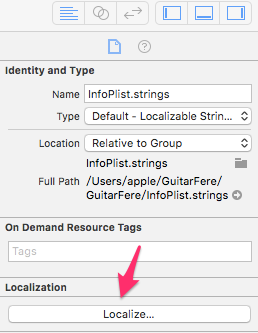 Identity and Type
Name InfoPlist.strings
Type Default - Localizable Strin...
Location Relative to Group
InfoPlist.strings
Full Path /Users/apple/GuitarFere/
GuitarFere/InfoPlist.strings
On Demand Resource Tags
Tags
Localization
Localize...